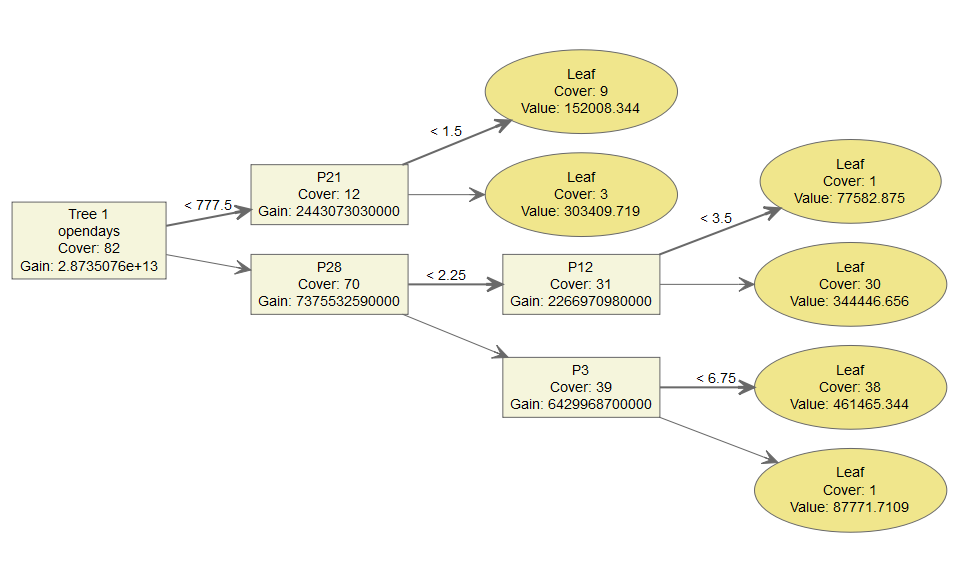 Tree 1
opendays
Cover: 82
Gain: 2.8735076e+13
< 777.5
P21
Cover: 12
Gain: 2443073030000
< 1.5
Leaf
Cover: 9
Value: 152008.344
Leaf
Cover: 3
Value: 303409.719
P28
Cover: 70
Gain: 7375532590000
< 2.25
P12
Cover: 31
Gain: 2266970980000
< 3.5
Leaf
Cover: 1
Value: 77582.875
Leaf
Cover: 30
Value: 344446.656
P3
Cover: 39
Gain: 6429968700000
< 6.75
Leaf
Cover: 38
Value: 461465.344
Leaf
Cover: 1
Value: 87771.7109